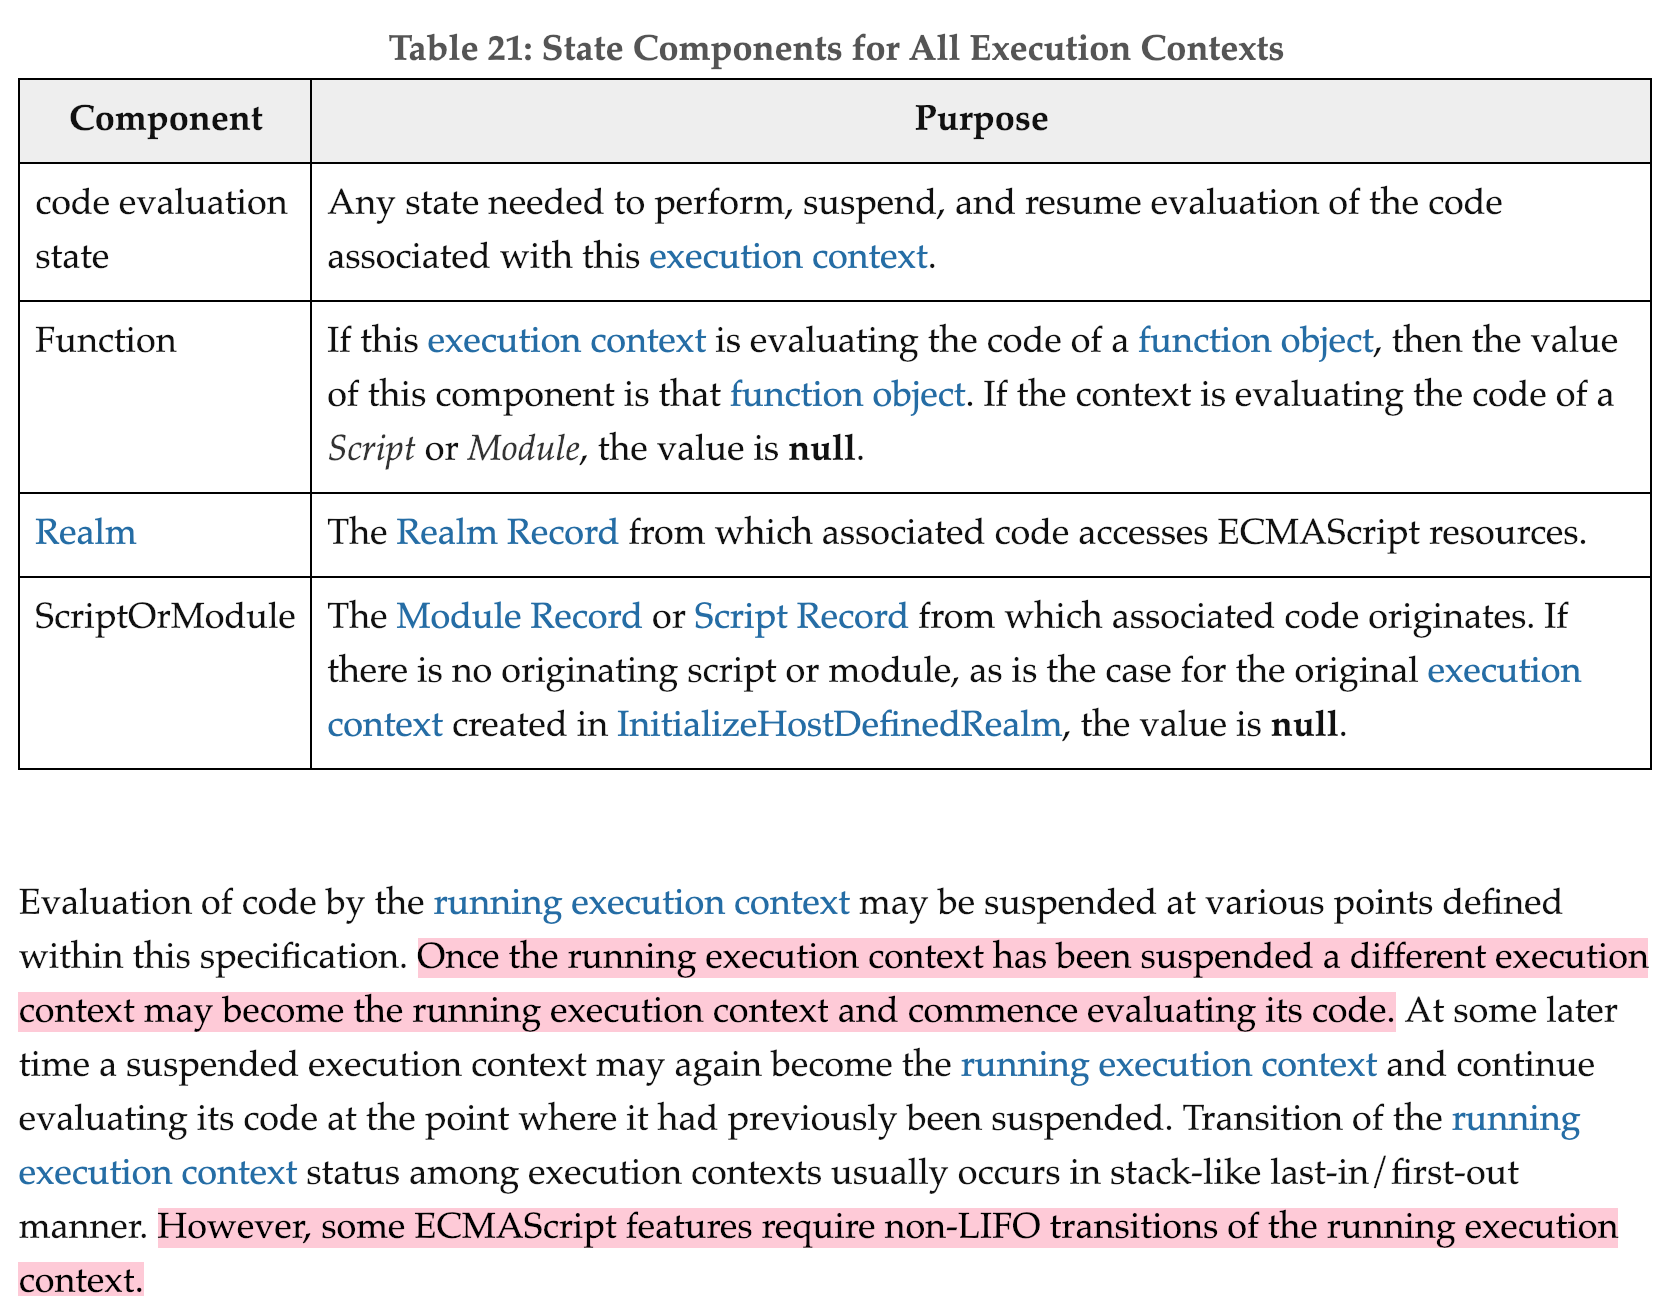 Table 21: State Components for All Execution Contexts
Component
Purpose
code evaluation
state
Any state needed to perform, suspend, and resume evaluation of the code
associated with this execution context.
Function
If this execution context is evaluating the code of a function object, then the value
of this component is that function object. If the context is evaluating the code of a
Script or Module, the value is null.
Realm
The Realm Record from which associated code accesses ECMAScript resources.
ScriptOrModule
The Module Record or Script Record from which associated code originates. If
there is no originating script or module, as is the case for the original execution
context created in InitializeHostDefinedRealm, the value is null.
Evaluation of code by the running execution context may be suspended at various points defined
within this specification. Once the running execution context has been suspended a different execution
context may become the running execution context and commence evaluating its code. At some later
time a suspended execution context may again become the running execution context and continue
evaluating its code at the point where it had previously been suspended. Transition of the running
execution context status among execution contexts usually occurs in stack-like last-in/first-out
manner. However, some ECMAScript features require non-LIFO transitions of the running execution
context.